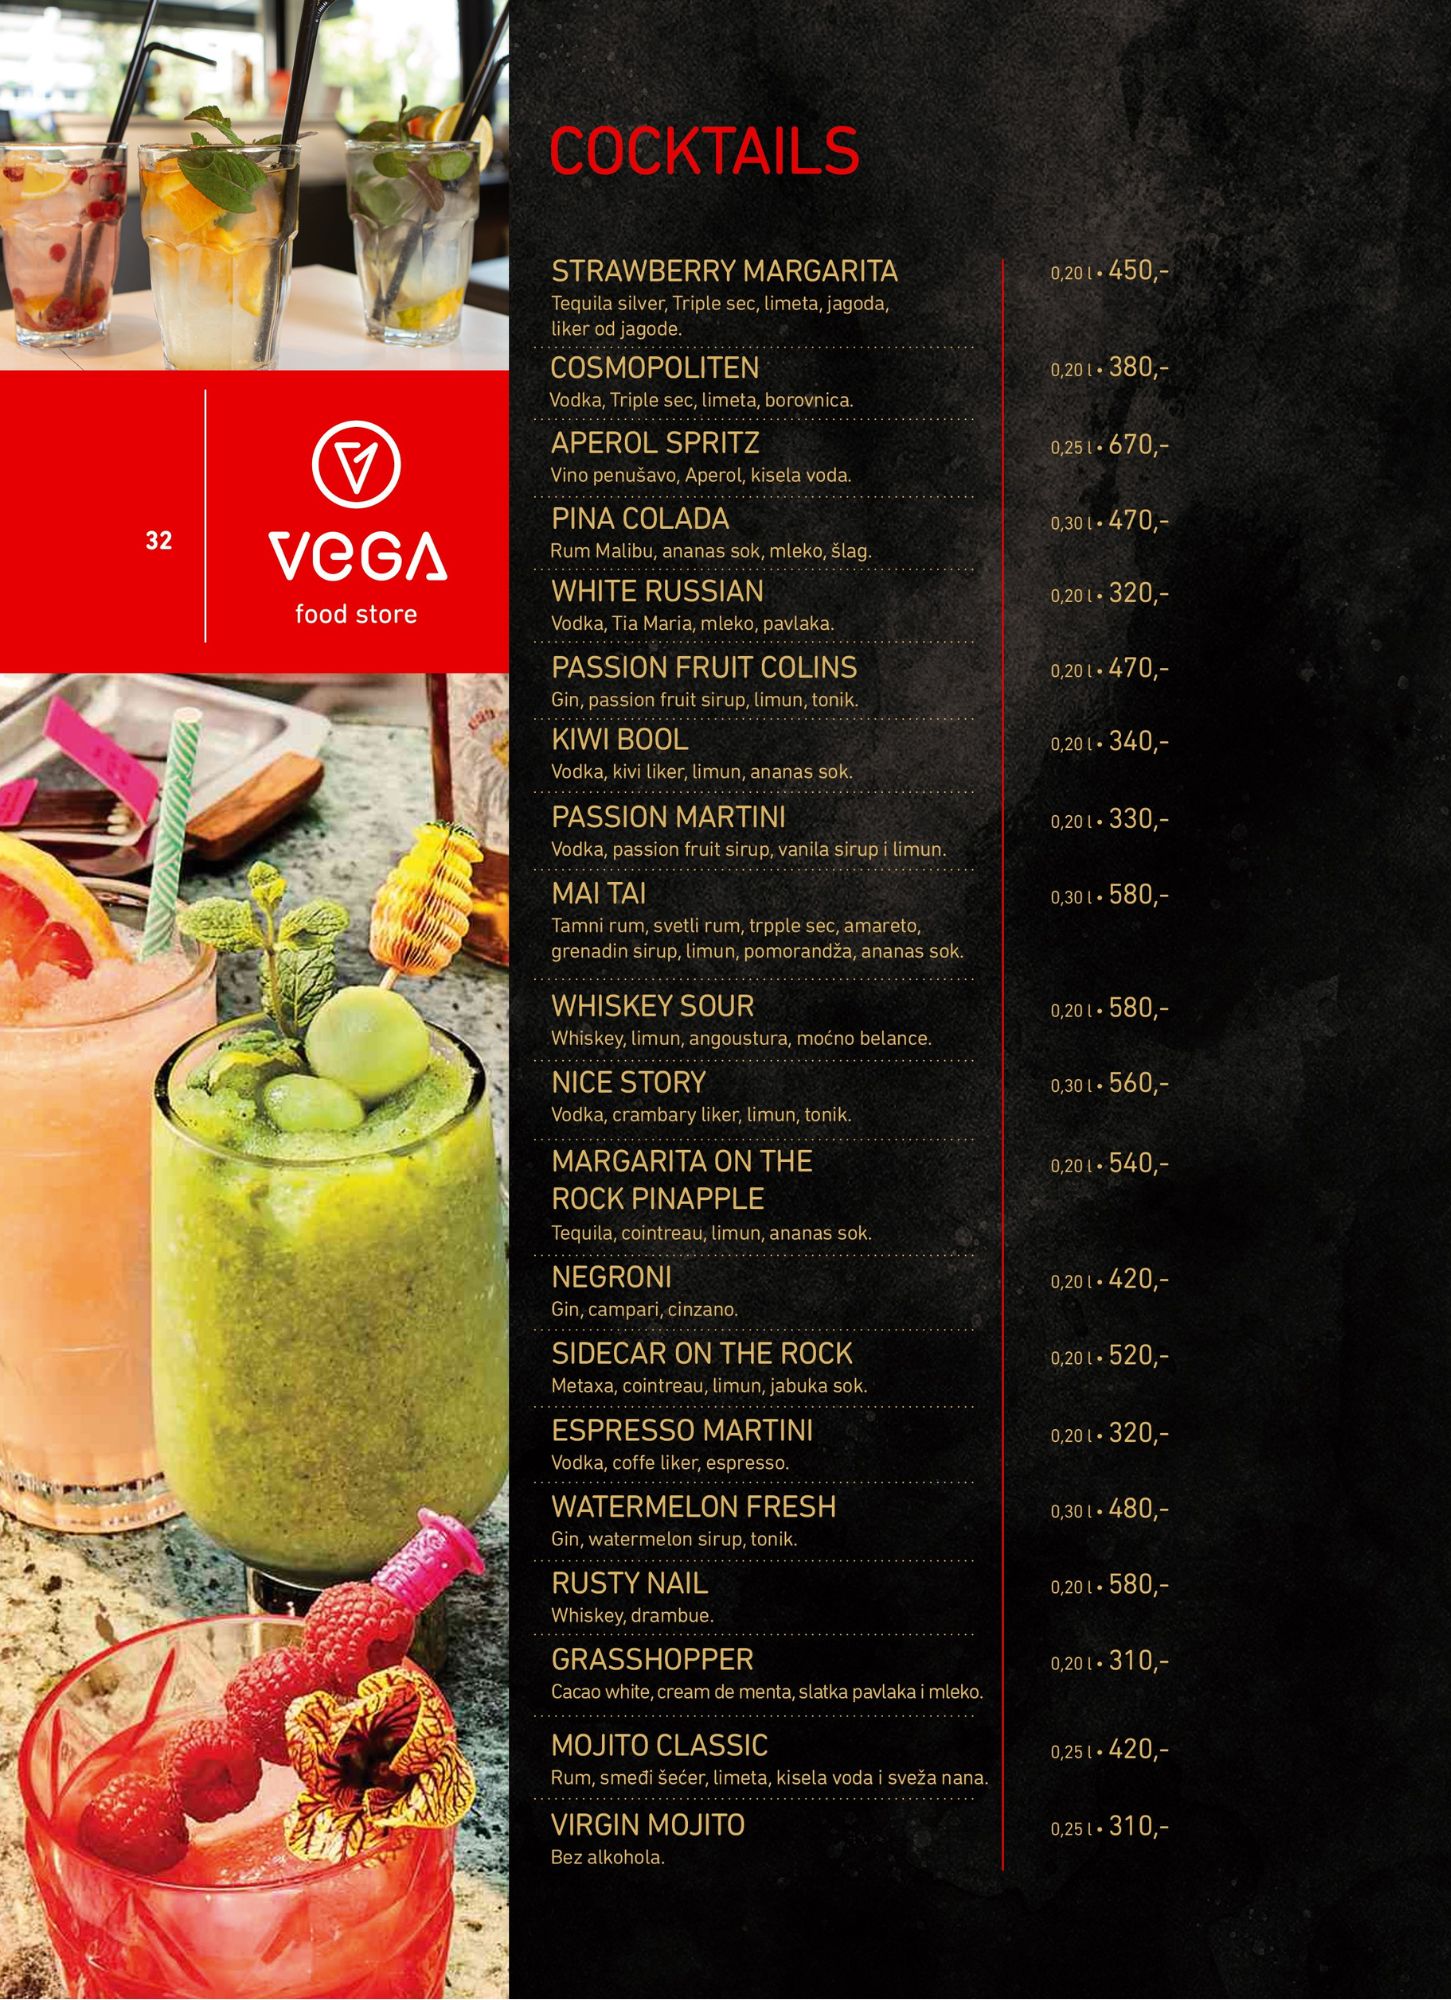 COCKTAILS
STRAWBERRY MARGARITA 0,20 l • 450,-
Tequila silver, Triple sec, limeta, jagoda,
liker od jagode.
COSMOPOLITEN 0,20 l • 380,-
Vodka, Triple sec, limeta, borovnica.
APEROL SPRITZ 0,25 l • 670,-
Vino penušavo, Aperol, kisela voda.
PINA COLADA 0,30 l • 470,-
Rum Malibu, ananas sok, mleko, šlag.
WHITE RUSSIAN 0,20 l • 320,-
Vodka, Tia Maria, mleko, pavlaka.
PASSION FRUIT COLINS 0,20 l • 470,-
Gin, passion fruit sirup, limun, tonik.
KIWI BOOL 0,20 l • 340,-
Vodka, kivi liker, limun, ananas sok.
PASSION MARTINI 0,20 l • 330,-
Vodka, passion fruit sirup, vanila sirup i limun.
MAI TAI 0,30 l • 580,-
Tamni rum, svetli rum, trpple sec, amareto,
grenadin sirup, limun, pomorandža, ananas sok.
WHISKEY SOUR 0,20 l • 580,-
Whiskey, limun, angoustura, moćno belance.
NICE STORY 0,30 l • 560,-
Vodka, crambary liker, limun, tonik.
MARGARITA ON THE 0,20 l • 540,-
ROCK PINAPPLE
Tequila, cointreau, limun, ananas sok.
NEGRONI 0,20 l • 420,-
Gin, campari, cinzano.
SIDECAR ON THE ROCK 0,20 l • 520,-
Metaxa, cointreau, limun, jabuka sok.
ESPRESSO MARTINI 0,20 l • 320,-
Vodka, coffe liker, espresso.
WATERMELON FRESH 0,30 l • 480,-
Gin, watermelon sirup, tonik.
RUSTY NAIL 0,20 l • 580,-
Whiskey, drambue.
GRASSHOPPER 0,20 l • 310,-
Cacao white, cream de menta, slatka pavlaka i mleko.
MOJITO CLASSIC 0,25 l • 420,-
Rum, smeđi šećer, limeta, kisela voda i sveža nana.
VIRGIN MOJITO 0,25 l • 310,-
Bez alkohola.
32
VEGA
food store